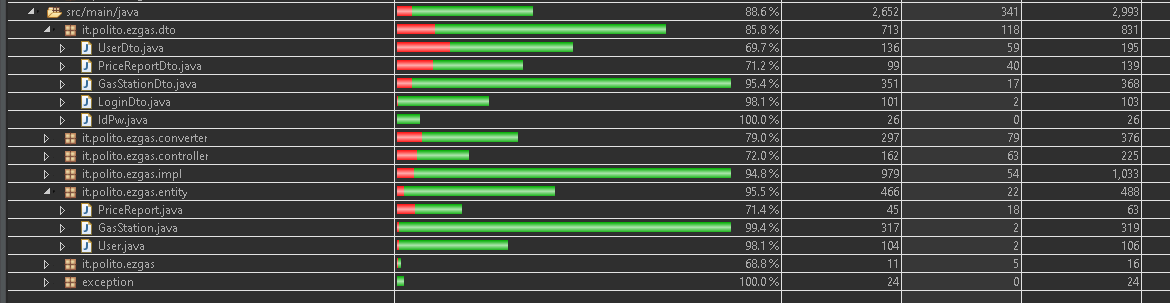 src/main/java 88.6 % 2,652 341 2,993
it.polito.ezgas.dto 85.8 % 713 118 831
UserDto.java 69.7 % 136 59 195
PriceReportDto.java 71.2 % 99 40 139
GasStationDto.java 95.4 % 351 17 368
LoginDto.java 98.1 % 101 2 103
IdPw.java 100.0 % 26 0 26
it.polito.ezgas.converter 79.0 % 297 79 376
it.polito.ezgas.controller 72.0 % 162 63 225
it.polito.ezgas.impl 94.8 % 979 54 1,033
it.polito.ezgas.entity 95.5 % 466 22 488
PriceReport.java 71.4 % 45 18 63
GasStation.java 99.4 % 317 2 319
User.java 98.1 % 104 2 106
it.polito.ezgas 68.8 % 11 5 16
exception 100.0 % 24 0 24